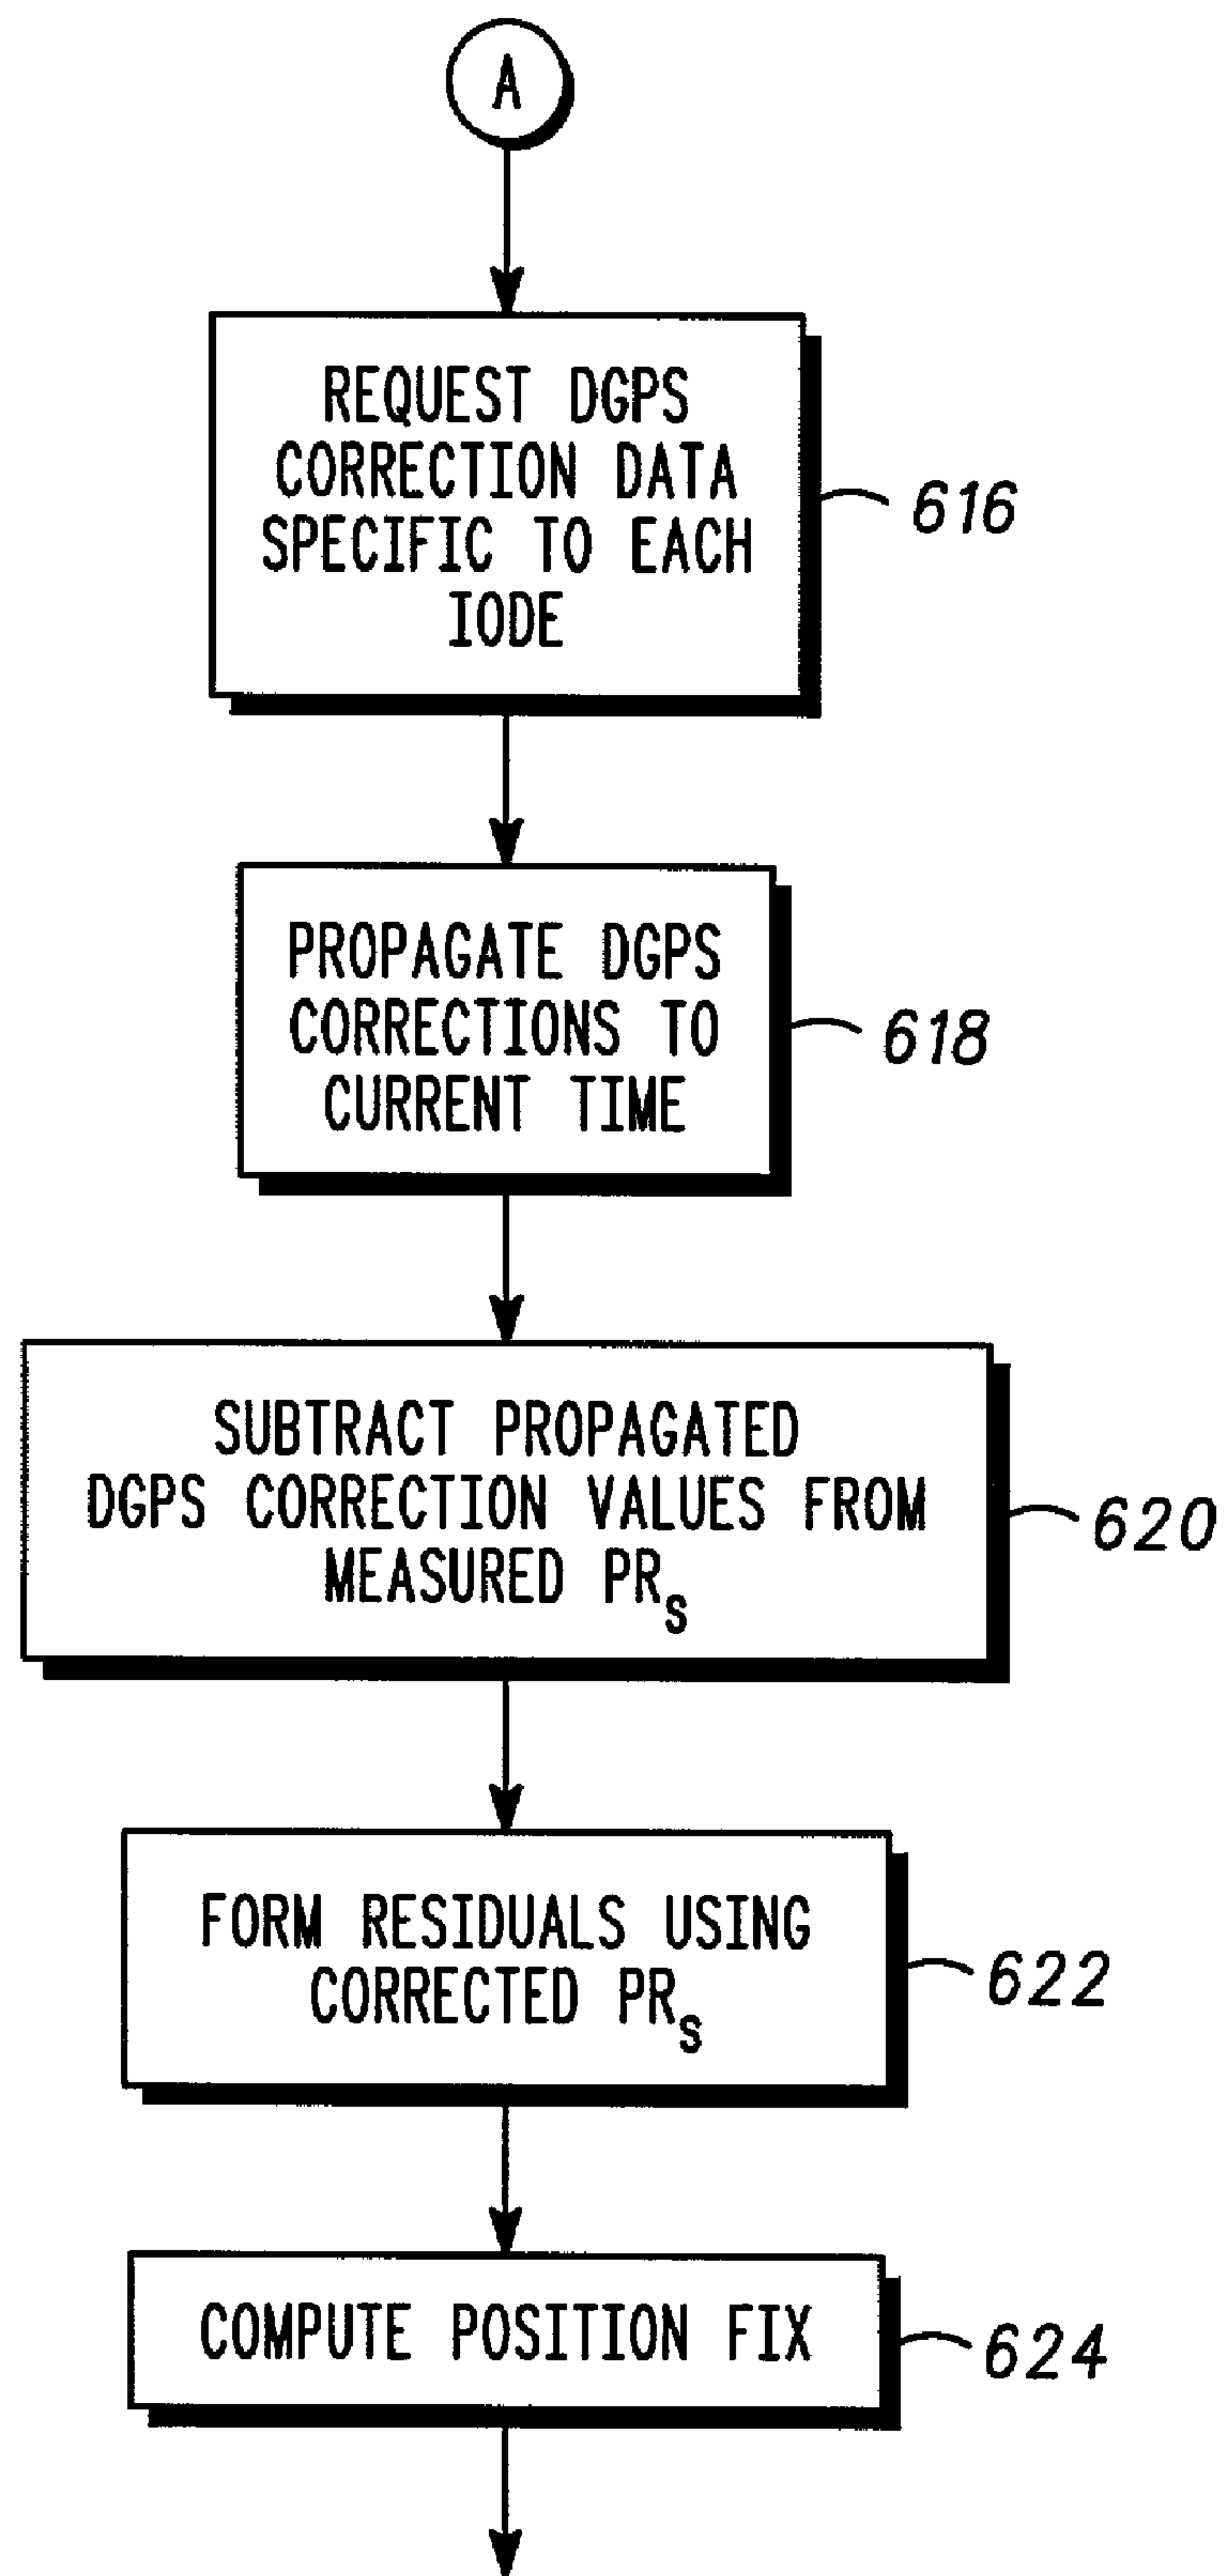 A
REQUEST DGPS
CORRECTION DATA
SPECIFIC TO EACH
IODE
616
PROPAGATE DGPS
CORRECTIONS TO
CURRENT TIME
618
SUBTRACT PROPAGATED
DGPS CORRECTION VALUES FROM
MEASURED PRs
620
FORM RESIDUALS USING
CORRECTED PRs
622
COMPUTE POSITION FIX
624